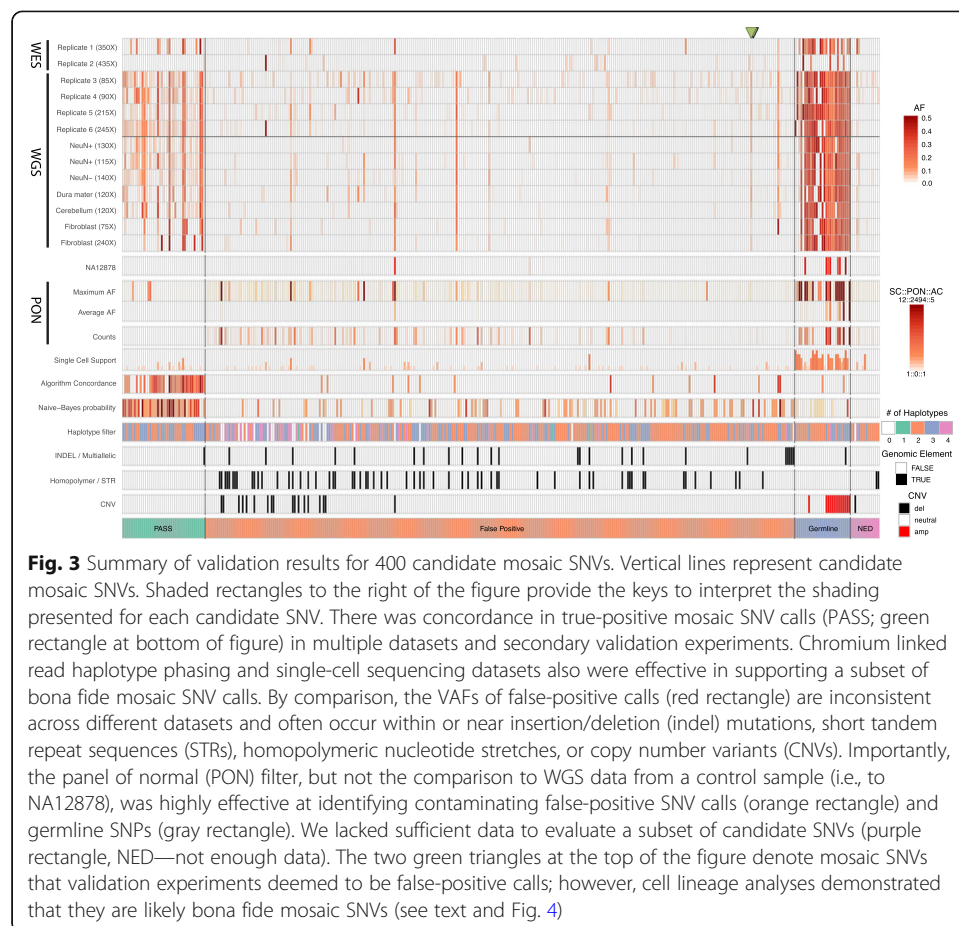 WES
WGS
PON
Replicate 1 (350X)
Replicate 2 (435X)
Replicate 3 (85X)
Replicate 4 (90X)
Replicate 5 (215X)
Replicate 6 (245X)
NeuN+ (130X)
NeuN+ (115X)
NeuN− (140X)
Dura mater (120X)
Cerebellum (120X)
Fibroblast (75X)
Fibroblast (240X)
NA12878
Maximum AF
Average AF
Counts
Single Cell Support
Algorithm Concordance
Naive−Bayes probability
Haplotype filter
INDEL / Multiallelic
Homopolymer / STR
CNV
PASS
False Positive
Germline
NED
AF
0.5
0.4
0.3
0.2
0.1
0.0
SC::PON::AC
12::2494::5
1::0::1
# of Haplotypes
0 1 2 3 4
Genomic Element
FALSE
TRUE
CNV
del
neutral
amp
Fig. 3 Summary of validation results for 400 candidate mosaic SNVs. Vertical lines represent candidate
mosaic SNVs. Shaded rectangles to the right of the figure provide the keys to interpret the shading
presented for each candidate SNV. There was concordance in true-positive mosaic SNV calls (PASS; green
rectangle at bottom of figure) in multiple datasets and secondary validation experiments. Chromium linked
read haplotype phasing and single-cell sequencing datasets also were effective in supporting a subset of
bona fide mosaic SNV calls. By comparison, the VAFs of false-positive calls (red rectangle) are inconsistent
across different datasets and often occur within or near insertion/deletion (indel) mutations, short tandem
repeat sequences (STRs), homopolymeric nucleotide stretches, or copy number variants (CNVs). Importantly,
the panel of normal (PON) filter, but not the comparison to WGS data from a control sample (i.e., to
NA12878), was highly effective at identifying contaminating false-positive SNV calls (orange rectangle) and
germline SNPs (gray rectangle). We lacked sufficient data to evaluate a subset of candidate SNVs (purple
rectangle, NED—not enough data). The two green triangles at the top of the figure denote mosaic SNVs
that validation experiments deemed to be false-positive calls; however, cell lineage analyses demonstrated
that they are likely bona fide mosaic SNVs (see text and Fig. 4)